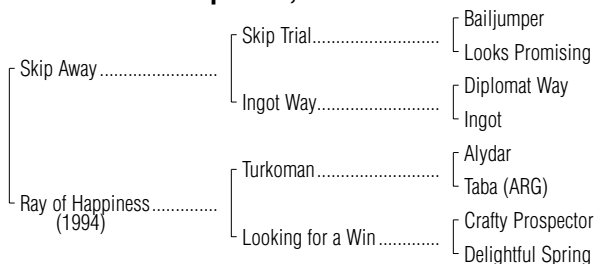 Skip Away
Ray of Happiness
(1994)
Skip Trial
Ingot Way
Turkoman
Looking for a Win
Bailjumper
Looks Promising
Diplomat Way
Ingot
Alydar
Taba (ARG)
Crafty Prospector
Delightful Spring